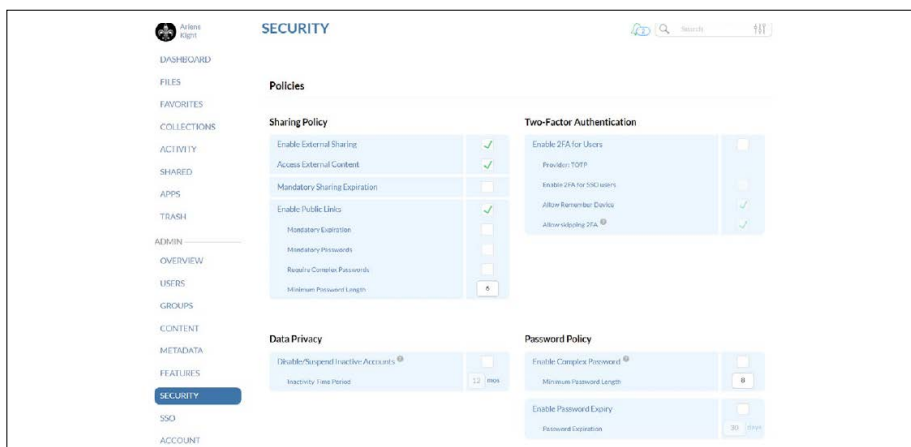 Ariana
Kight
SECURITY
Search
DASHBOARD
FILES
FAVORITES
COLLECTIONS
ACTIVITY
SHARED
APPS
TRASH
ADMIN
OVERVIEW
USERS
GROUPS
CONTENT
METADATA
FEATURES
SECURITY
SSO
ACCOUNT
Policies
Sharing Policy
Enable External Sharing
Access External Content
Mandatory Sharing Expiration
Enable Public Links
Mandatory Expiration
Mandatory Passwords
Require Complex Passwords
Minimum Password Length 6
Two-Factor Authentication
Enable 2FA for Users
Provider: TOTP
Enable 2FA for SSO users
Allow Remember Device
Allow skipping 2FA
Data Privacy
Disable/Suspend Inactive Accounts
Inactivity Time Period 12 days
Password Policy
Enable Complex Password
Minimum Password Length 8
Enable Password Expiry
Password Expiration 30 days